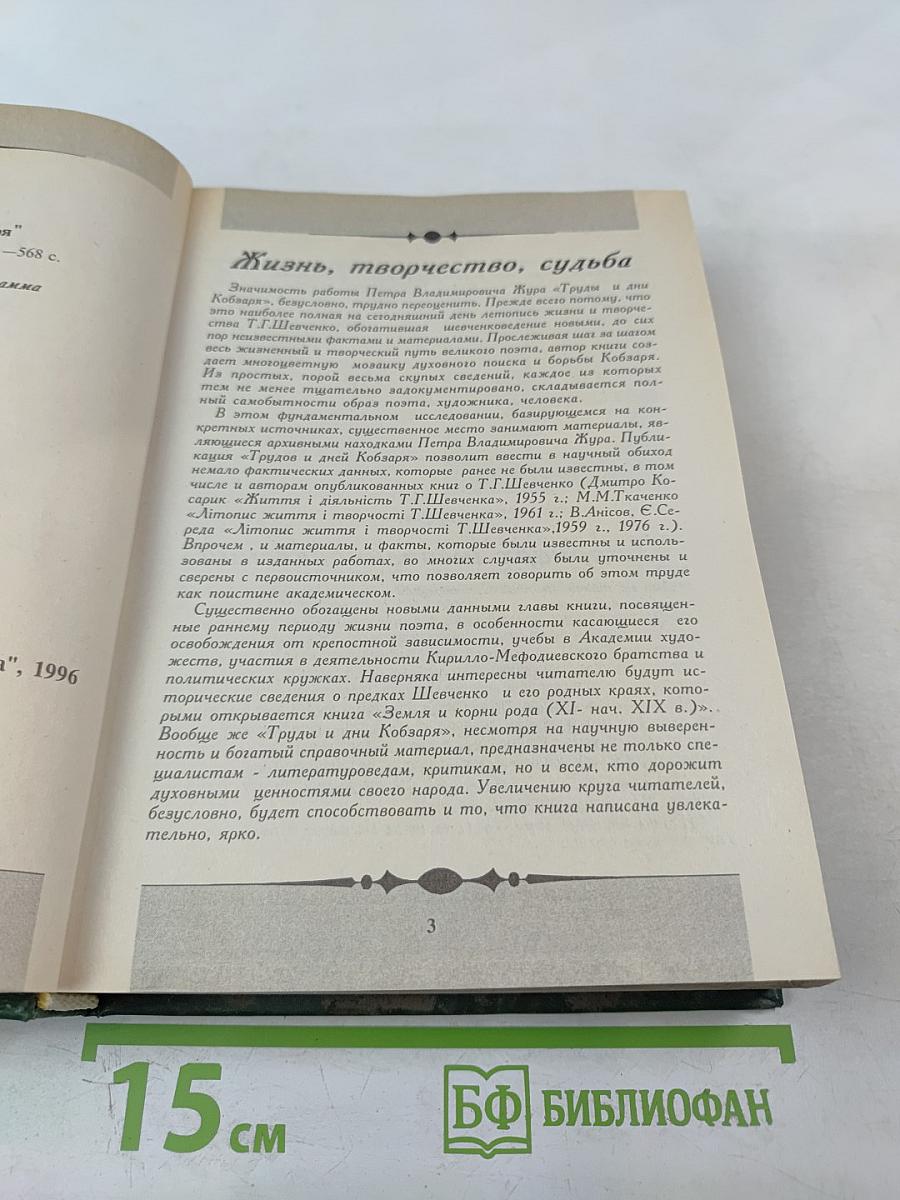 я"
—568 с.
амма
а", 1996
Жизнь, творчество, судьба
Значимость работы Петра Владимировича Жура «Труды и дни
Кобзаря», безусловно, трудно переоценить. Прежде всего потому, что
это наиболее полная на сегодняшний день летопись жизни и творче-
ства Т.Г.Шевченко, обогатившая шевченковедение новыми, до сих
пор неизвестными фактами и материалами. Прослеживая шаг за шагом
весь жизненный и творческий путь великого поэта, автор книги соз-
дает многоцветную мозаику духовного поиска и борьбы Кобзаря.
Из простых, порой весьма скупых сведений, каждое из которых
тем не менее тщательно задокументировано, складывается пол-
ный самобытности образ поэта, художника, человека.
В этом фундаментальном исследовании, базирующемся на кон-
кретных источниках, существенное место занимают материалы, яв-
ляющиеся архивными находками Петра Владимировича Жура. Публи-
кация «Трудов и дней Кобзаря» позволит ввести в научный обиход
немало фактических данных, которые ранее не были известны, в том
числе и авторам опубликованных книг о Т.Г.Шевченко (Дмитро Ко-
сарик «Життя і діяльність Т.Г.Шевченка», 1955 г.; М.М.Ткаченко
«Літопис життя і творчості Т.Шевченка», 1961 г.; В.Анісов, Є.Се-
реда «Літопис життя і творчості Т.Шевченка»,1959 г., 1976 г.).
Впрочем , и материалы, и факты, которые были известны и исполь-
зованы в изданных работах, во многих случаях были уточнены и
сверены с первоисточником, что позволяет говорить об этом труде
как поистине академическом.
Существенно обогащены новыми данными главы книги, посвящен-
ные раннему периоду жизни поэта, в особенности касающиеся его
освобождения от крепостной зависимости, учебы в Академии худо-
жеств, участия в деятельности Кирилло-Мефодиевского братства и
политических кружках. Наверняка интересны читателю будут ис-
торические сведения о предках Шевченко и его родных краях, кото-
рыми открывается книга «Земля и корни рода (XI- нач. XIX в.)».
Вообще же «Труды и дни Кобзаря», несмотря на научную выверен-
ность и богатый справочный материал, предназначены не только спе-
циалистам - литературоведам, критикам, но и всем, кто дорожит
духовными ценностями своего народа. Увеличению круга читателей,
безусловно, будет способствовать и то, что книга написана увлека-
тельно, ярко.
3
15 см
БФ БИБЛИОФАН